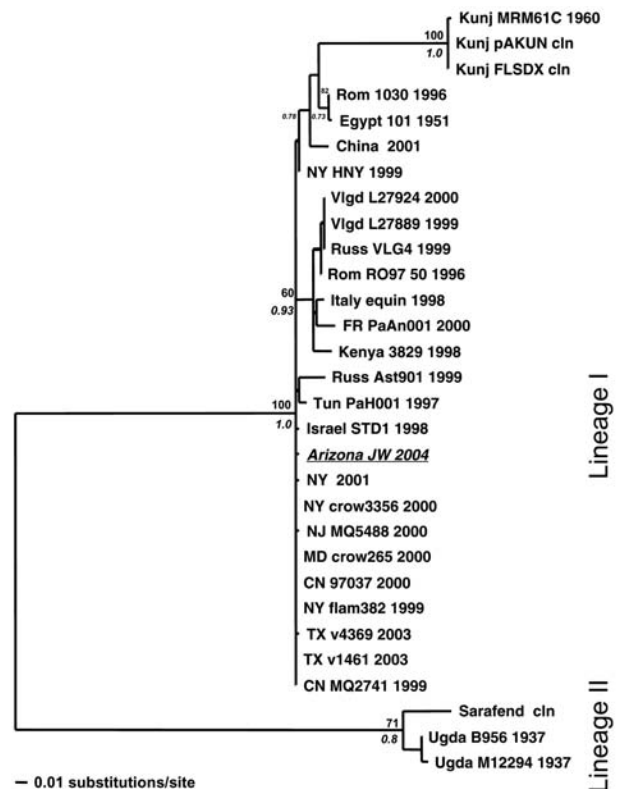 Kunj MRM61C 1960
100
Kunj pAKUN cln
1.0
Kunj FLSDX cln
82
Rom 1030 1996
0.78
0.73
Egypt 101 1951
China 2001
NY HNY 1999
Vlgd L27924 2000
Vlgd L27889 1999
Russ VLG4 1999
Rom RO97 50 1996
60
Italy equin 1998
0.93
FR PaAn001 2000
Kenya 3829 1998
Russ Ast901 1999
Tun PaH001 1997
100
1.0
Israel STD1 1998
Arizona JW 2004
NY 2001
NY crow3356 2000
NJ MQ5488 2000
MD crow265 2000
CN 97037 2000
NY flam382 1999
TX v4369 2003
TX v1461 2003
CN MQ2741 1999
Lineage I
Sarafend cln
71
0.8
Ugda B956 1937
Ugda M12294 1937
Lineage II
0.01 substitutions/site